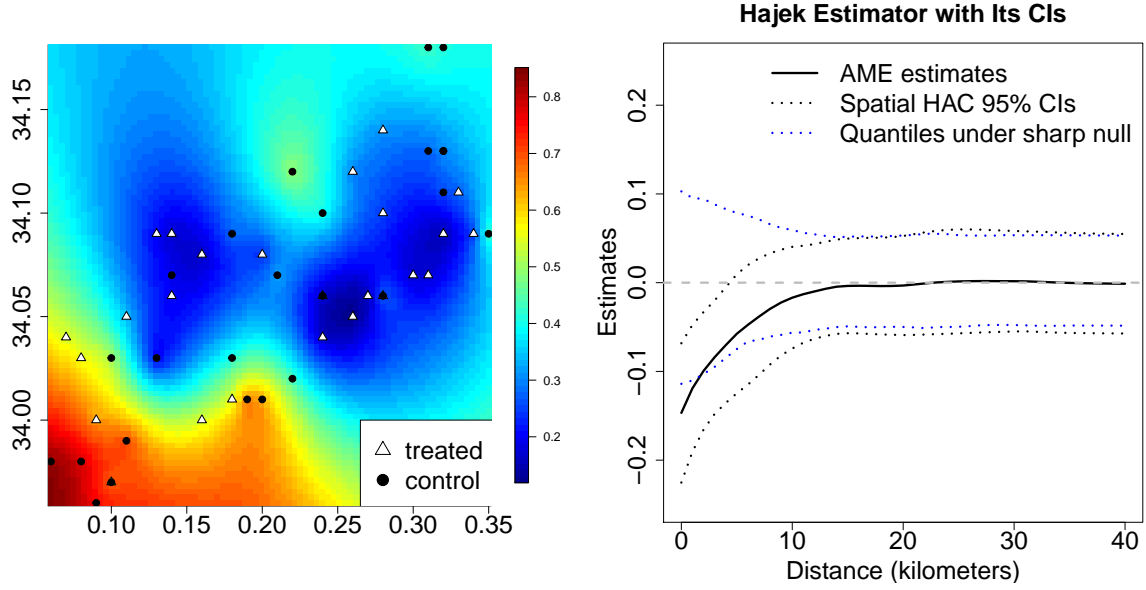 34.15
34.10
34.05
34.00
0.10 0.15 0.20 0.25 0.30 0.35
treated
control
0.8
0.7
0.6
0.5
0.4
0.3
0.2
Hajek Estimator with Its CIs
AME estimates
Spatial HAC 95% CIs
Quantiles under sharp null
Estimates
0.2
0.1
0.0
−0.1
−0.2
0 10 20 30 40
Distance (kilometers)